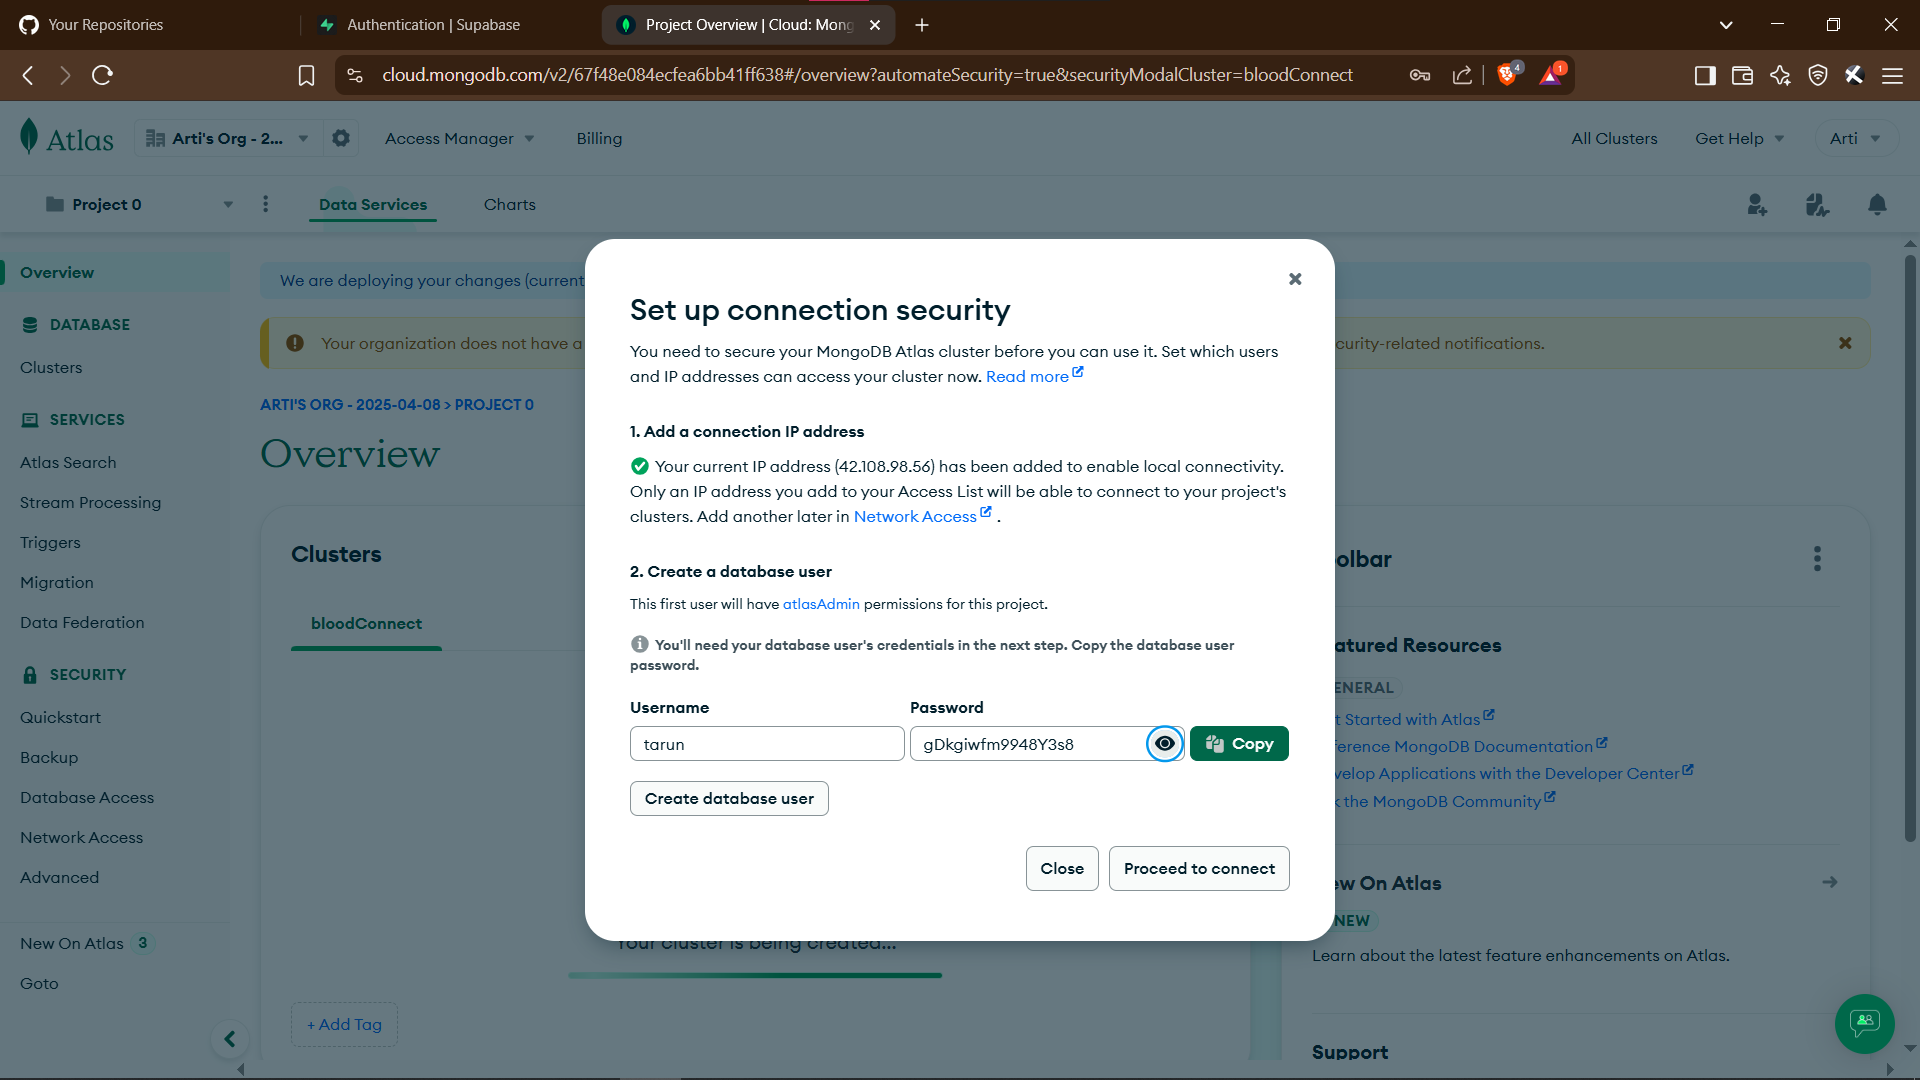 Your Repositories
Authentication | Supabase
Project Overview | Cloud: Mong
cloud.mongodb.com/v2/67f48e084ecfea6bb41ff638#/overview?automateSecurity=true&securityModalCluster=bloodConnect
4
1
Atlas
Arti's Org - 2...
Access Manager
Billing
All Clusters
Get Help
Arti
Project 0
Data Services
Charts
Overview
DATABASE
Clusters
SERVICES
Atlas Search
Stream Processing
Triggers
Migration
Data Federation
SECURITY
Quickstart
Backup
Database Access
Network Access
Advanced
New On Atlas 3
Goto
We are deploying your changes (current
Your organization does not have a
curity-related notifications.
ARTI'S ORG - 2025-04-08 > PROJECT 0
Overview
Clusters
bloodConnect
Your cluster is being created...
+ Add Tag
Set up connection security
You need to secure your MongoDB Atlas cluster before you can use it. Set which users
and IP addresses can access your cluster now. Read more
1. Add a connection IP address
Your current IP address (42.108.98.56) has been added to enable local connectivity.
Only an IP address you add to your Access List will be able to connect to your project's
clusters. Add another later in Network Access .
2. Create a database user
This first user will have atlasAdmin permissions for this project.
You'll need your database user's credentials in the next step. Copy the database user
password.
Username
Password
tarun
gDkgiwfm9948Y3s8
Copy
Create database user
Close
Proceed to connect
olbar
atured Resources
ENERAL
t Started with Atlas
ference MongoDB Documentation
velop Applications with the Developer Center
k the MongoDB Community
ew On Atlas
NEW
Learn about the latest feature enhancements on Atlas.
Support